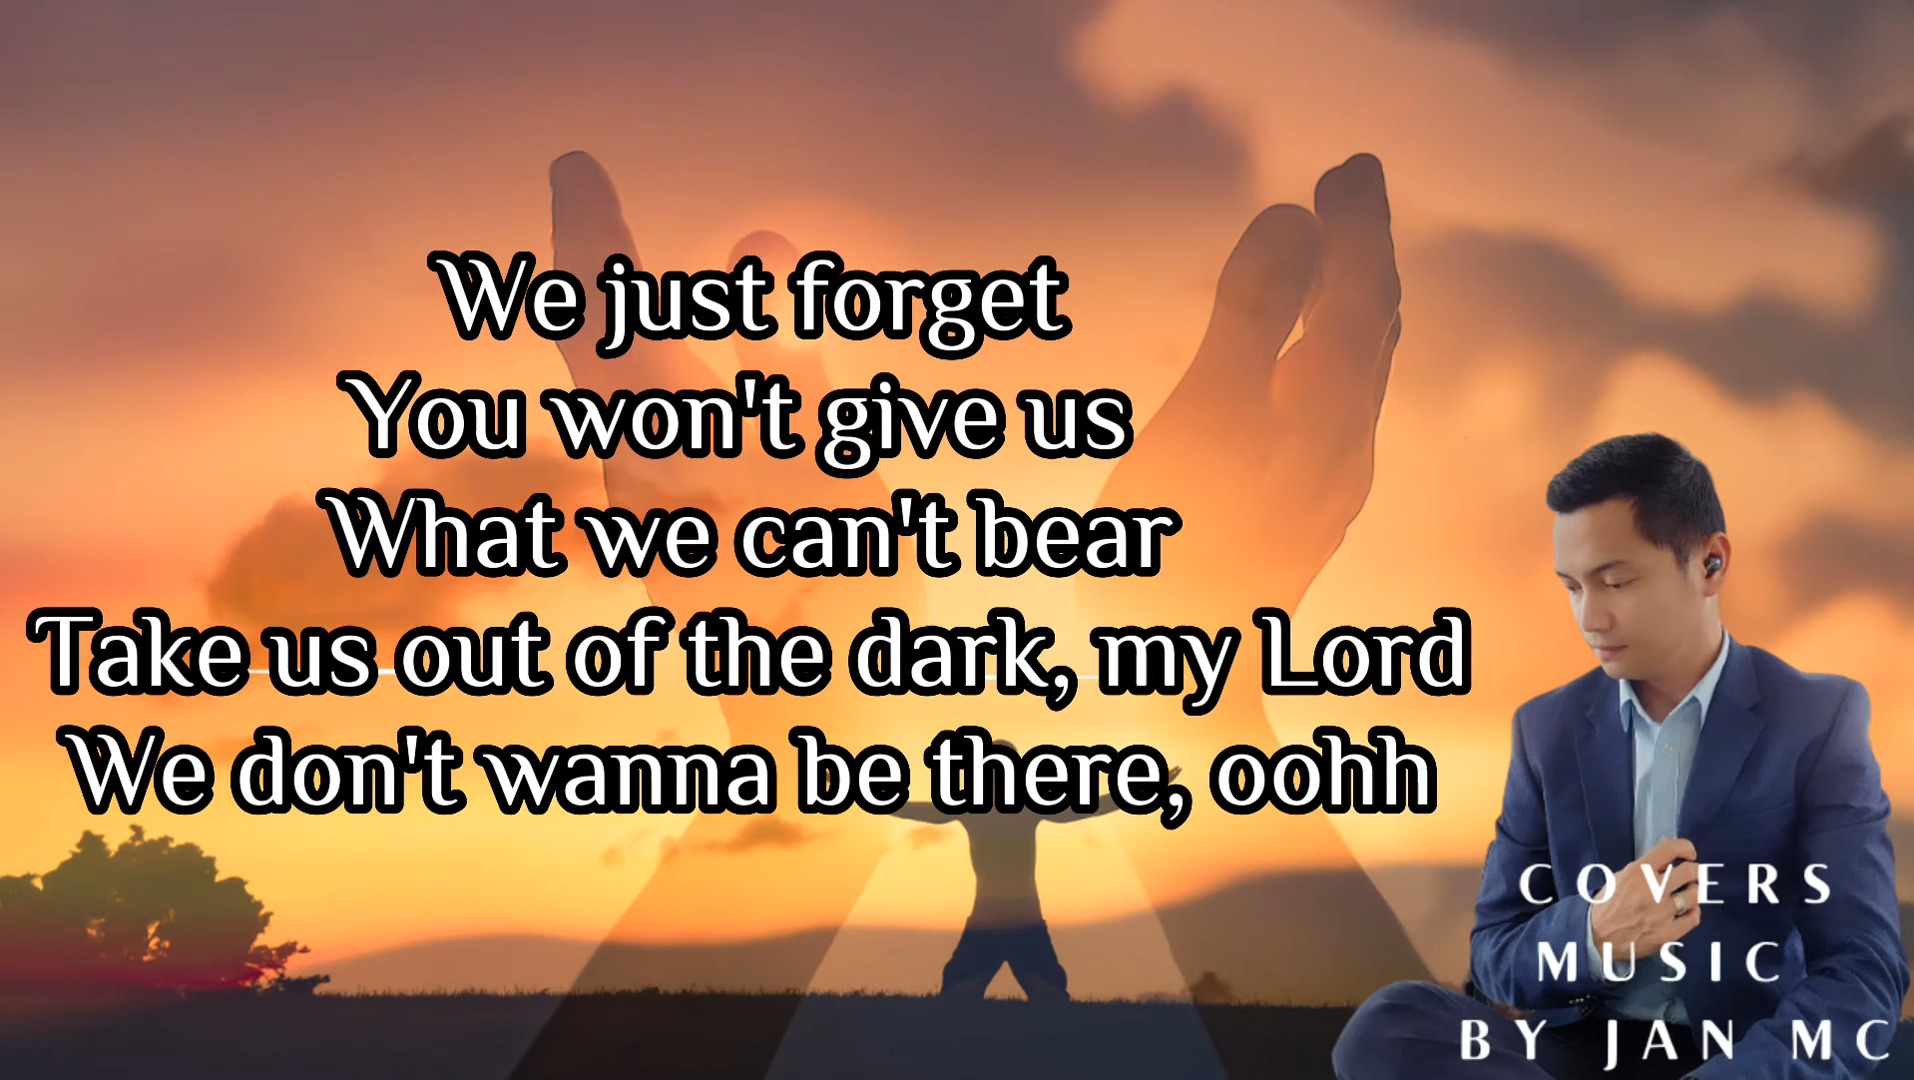 We just forget
You won't give us
What we can't bear
Take us out of the dark, my Lord
We don't wanna be there, oohh
COVERS
MUSIC
BY JAN MC